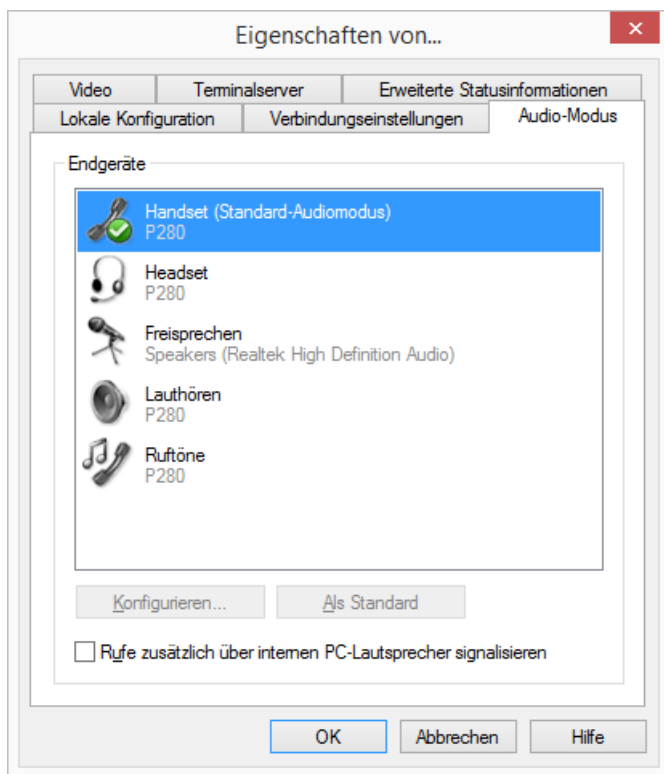 Eigenschaften von...
Video
Terminalserver
Erweiterte Statusinformationen
Lokale Konfiguration
Verbindungseinstellungen
Audio-Modus
Endgeräte
Handset (Standard-Audiomodus)
P280
Headset
P280
Freisprechen
Speakers (Realtek High Definition Audio)
Lauthören
P280
Ruftöne
P280
Konfigurieren...
Als Standard
Rufe zusätzlich über internen PC-Lautsprecher signalisieren
OK
Abbrechen
Hilfe